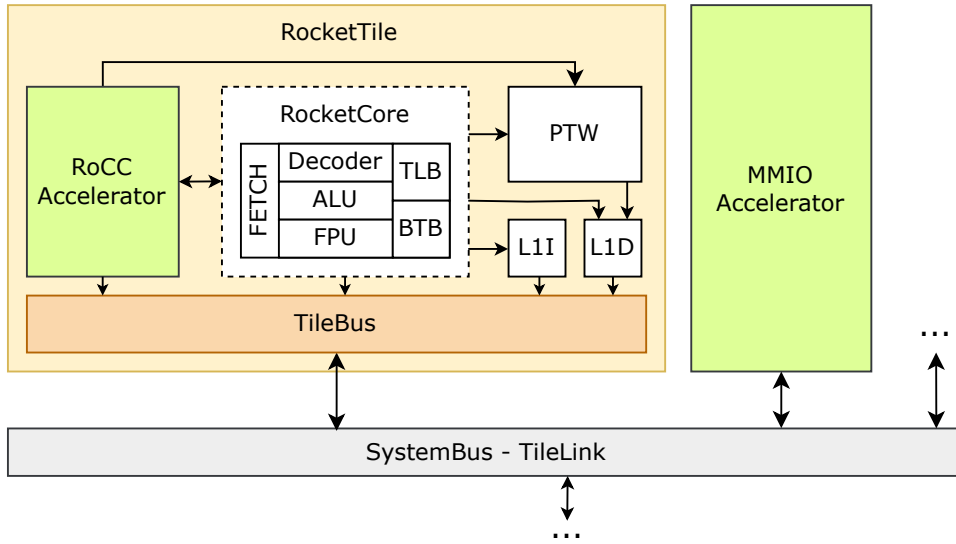 RocketTile
RoCC
Accelerator
RocketCore
FETCH
Decoder
ALU
FPU
TLB
BTB
PTW
L1I
L1D
TileBus
MMIO
Accelerator
...
SystemBus - TileLink
...